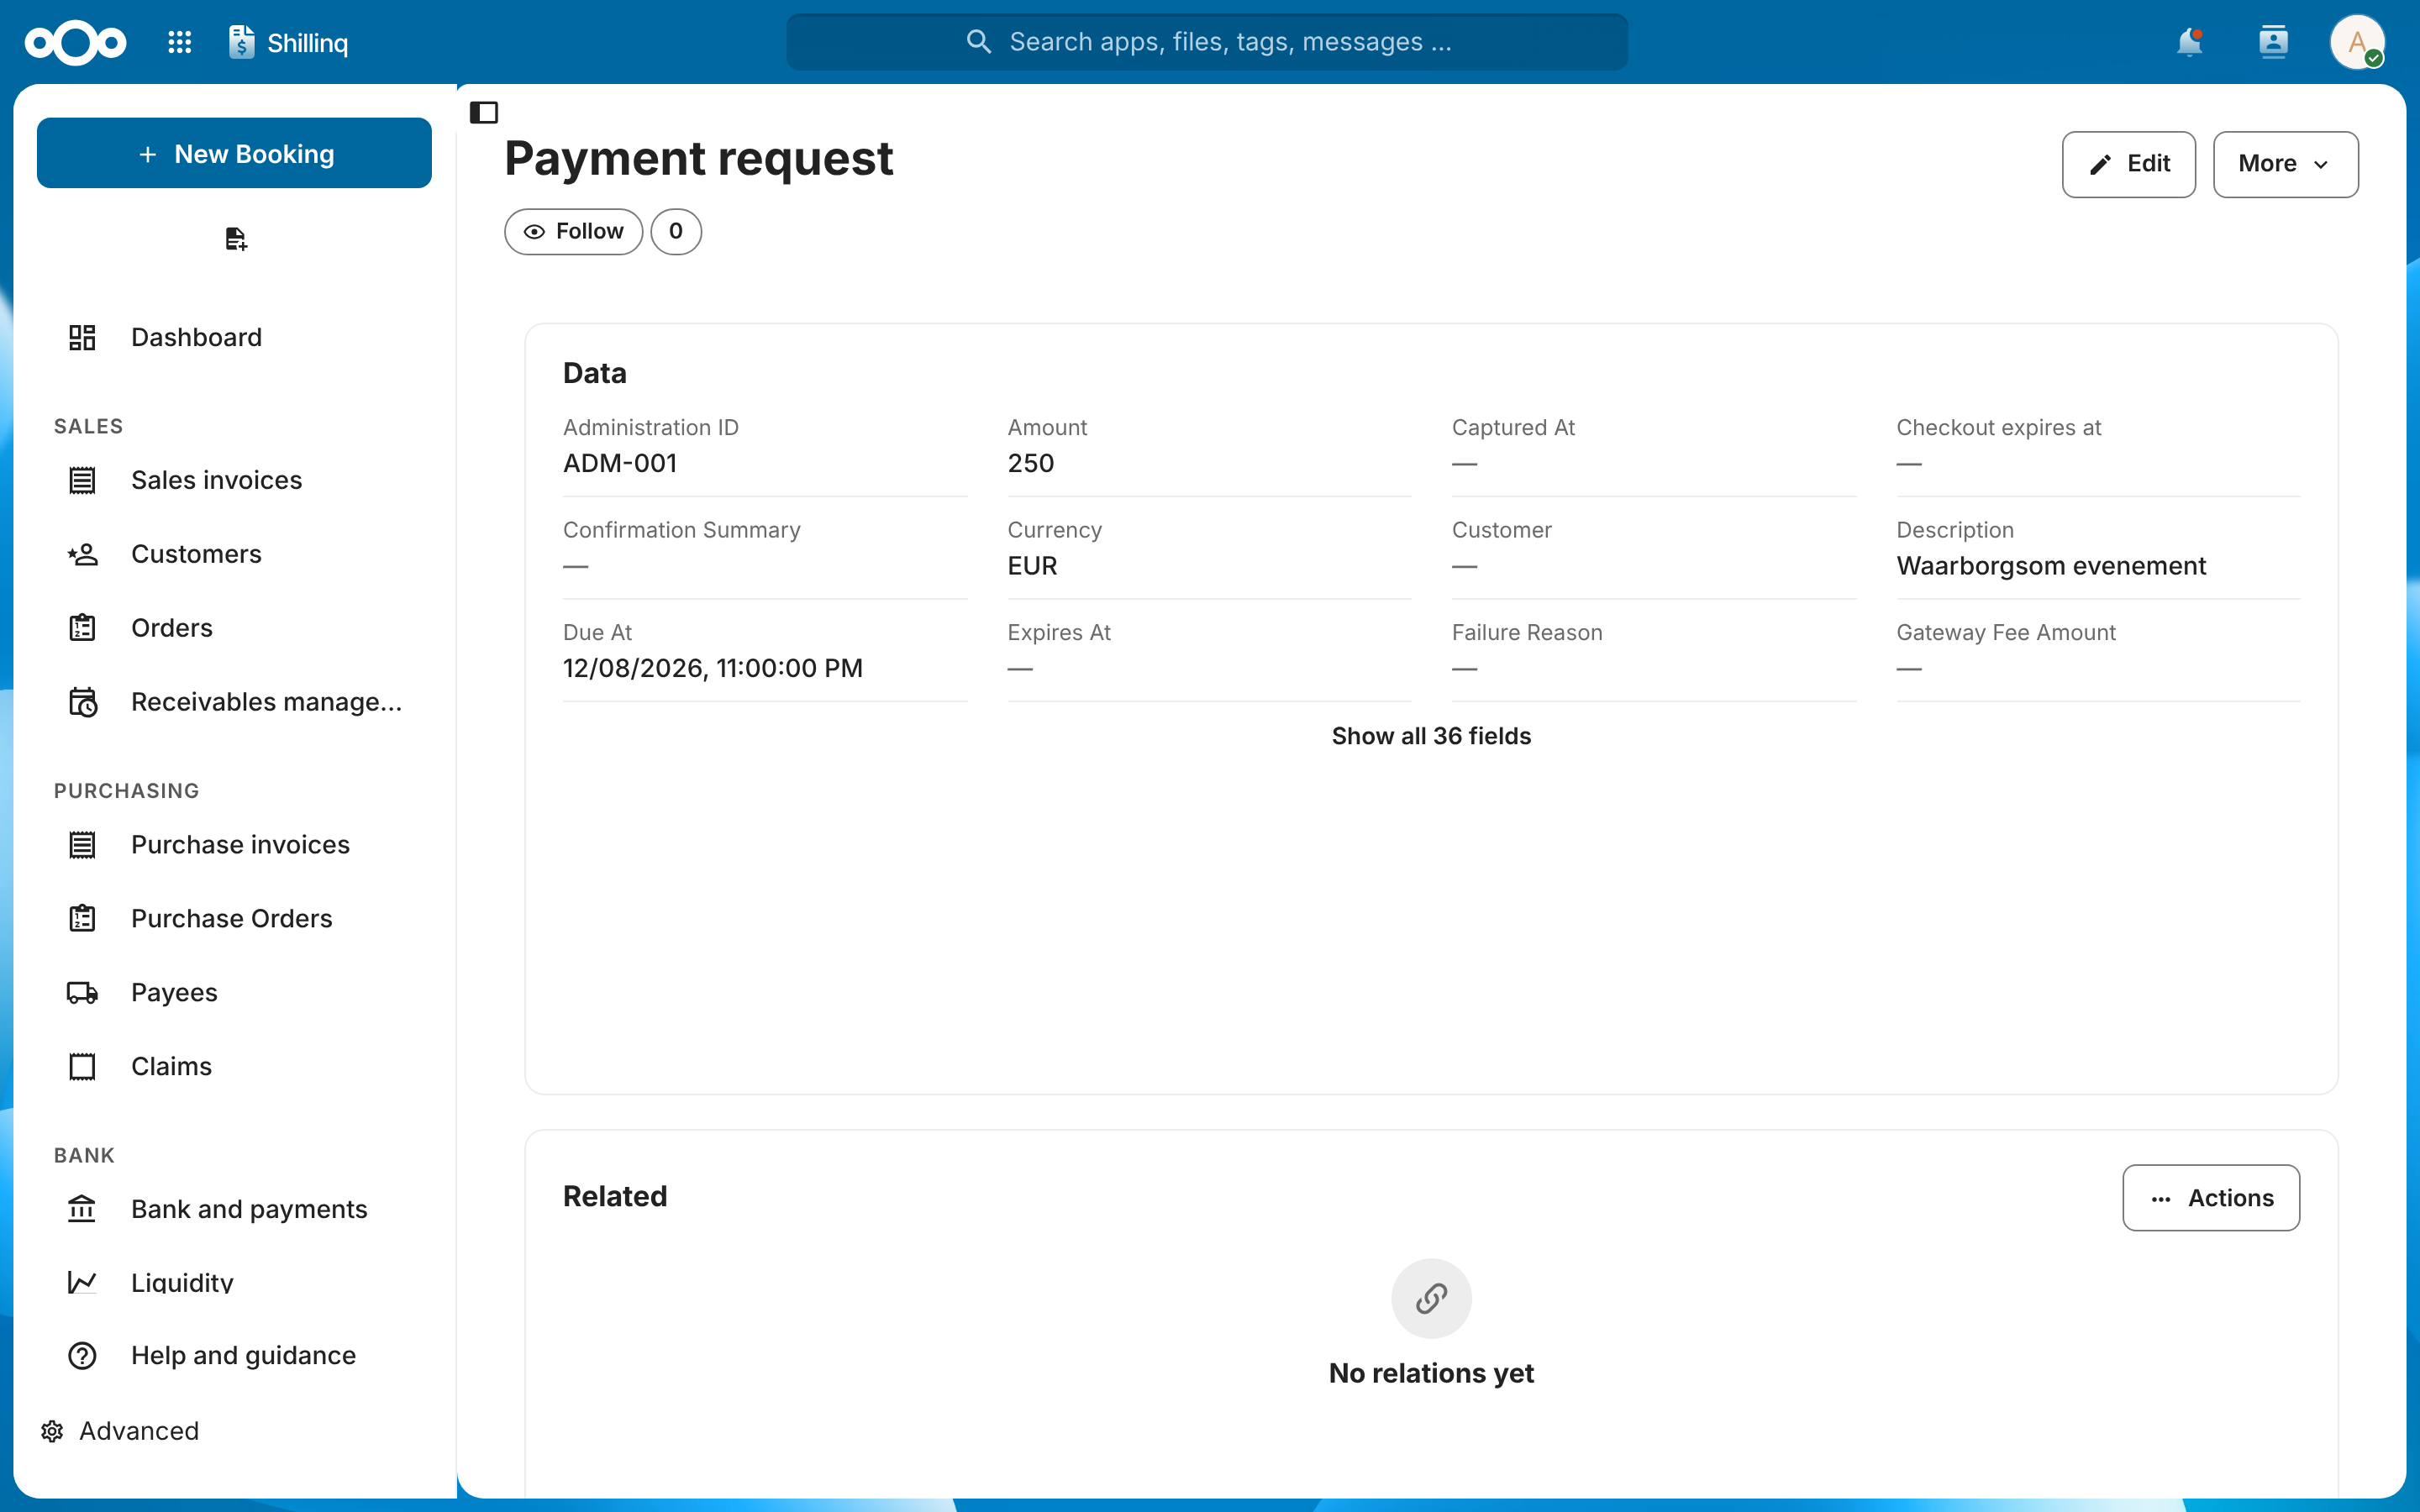 Shillinq
Search apps, files, tags, messages ...
A
+ New Booking
Dashboard
SALES
Sales invoices
Customers
Orders
Receivables manage...
PURCHASING
Purchase invoices
Purchase Orders
Payees
Claims
BANK
Bank and payments
Liquidity
Help and guidance
Advanced
Payment request
Edit
More
Follow
0
Data
Administration ID
ADM-001
Amount
250
Captured At
—
Checkout expires at
—
Confirmation Summary
—
Currency
EUR
Customer
—
Description
Waarborgsom evenement
Due At
12/08/2026, 11:00:00 PM
Expires At
—
Failure Reason
—
Gateway Fee Amount
—
Show all 36 fields
Related
Actions
No relations yet